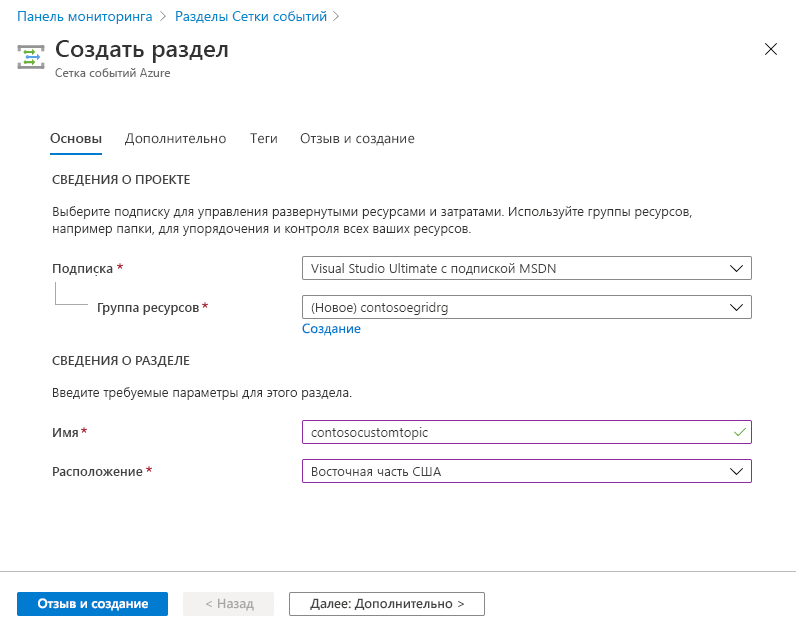 Панель мониторинга > Разделы Сетки событий >
Создать раздел
Сетка событий Azure
Основы Дополнительно Теги Отзыв и создание
СВЕДЕНИЯ О ПРОЕКТЕ
Выберите подписку для управления развернутыми ресурсами и затратами. Используйте группы ресурсов,
например папки, для упорядочения и контроля всех ваших ресурсов.
Подписка * Visual Studio Ultimate с подпиской MSDN
Группа ресурсов * (Новое) contosoegridrg
Создание
СВЕДЕНИЯ О РАЗДЕЛЕ
Введите требуемые параметры для этого раздела.
Имя * contosocustomtopic
Расположение * Восточная часть США
Отзыв и создание < Назад Далее: Дополнительно >